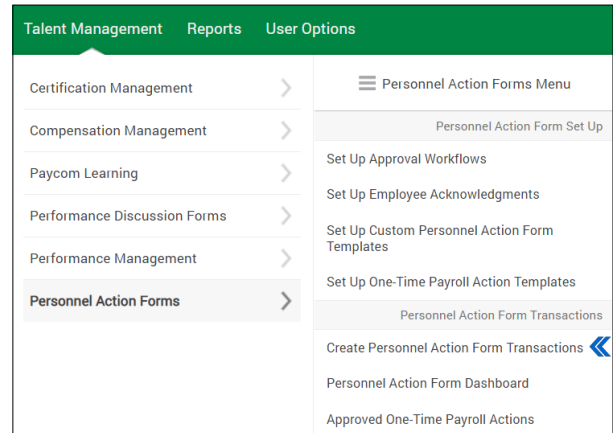 Talent Management Reports User Options
Certification Management
Compensation Management
Paycom Learning
Performance Discussion Forms
Performance Management
Personnel Action Forms
Personnel Action Forms Menu
Personnel Action Form Set Up
Set Up Approval Workflows
Set Up Employee Acknowledgments
Set Up Custom Personnel Action Form
Templates
Set Up One-Time Payroll Action Templates
Personnel Action Form Transactions
Create Personnel Action Form Transactions
Personnel Action Form Dashboard
Approved One-Time Payroll Actions